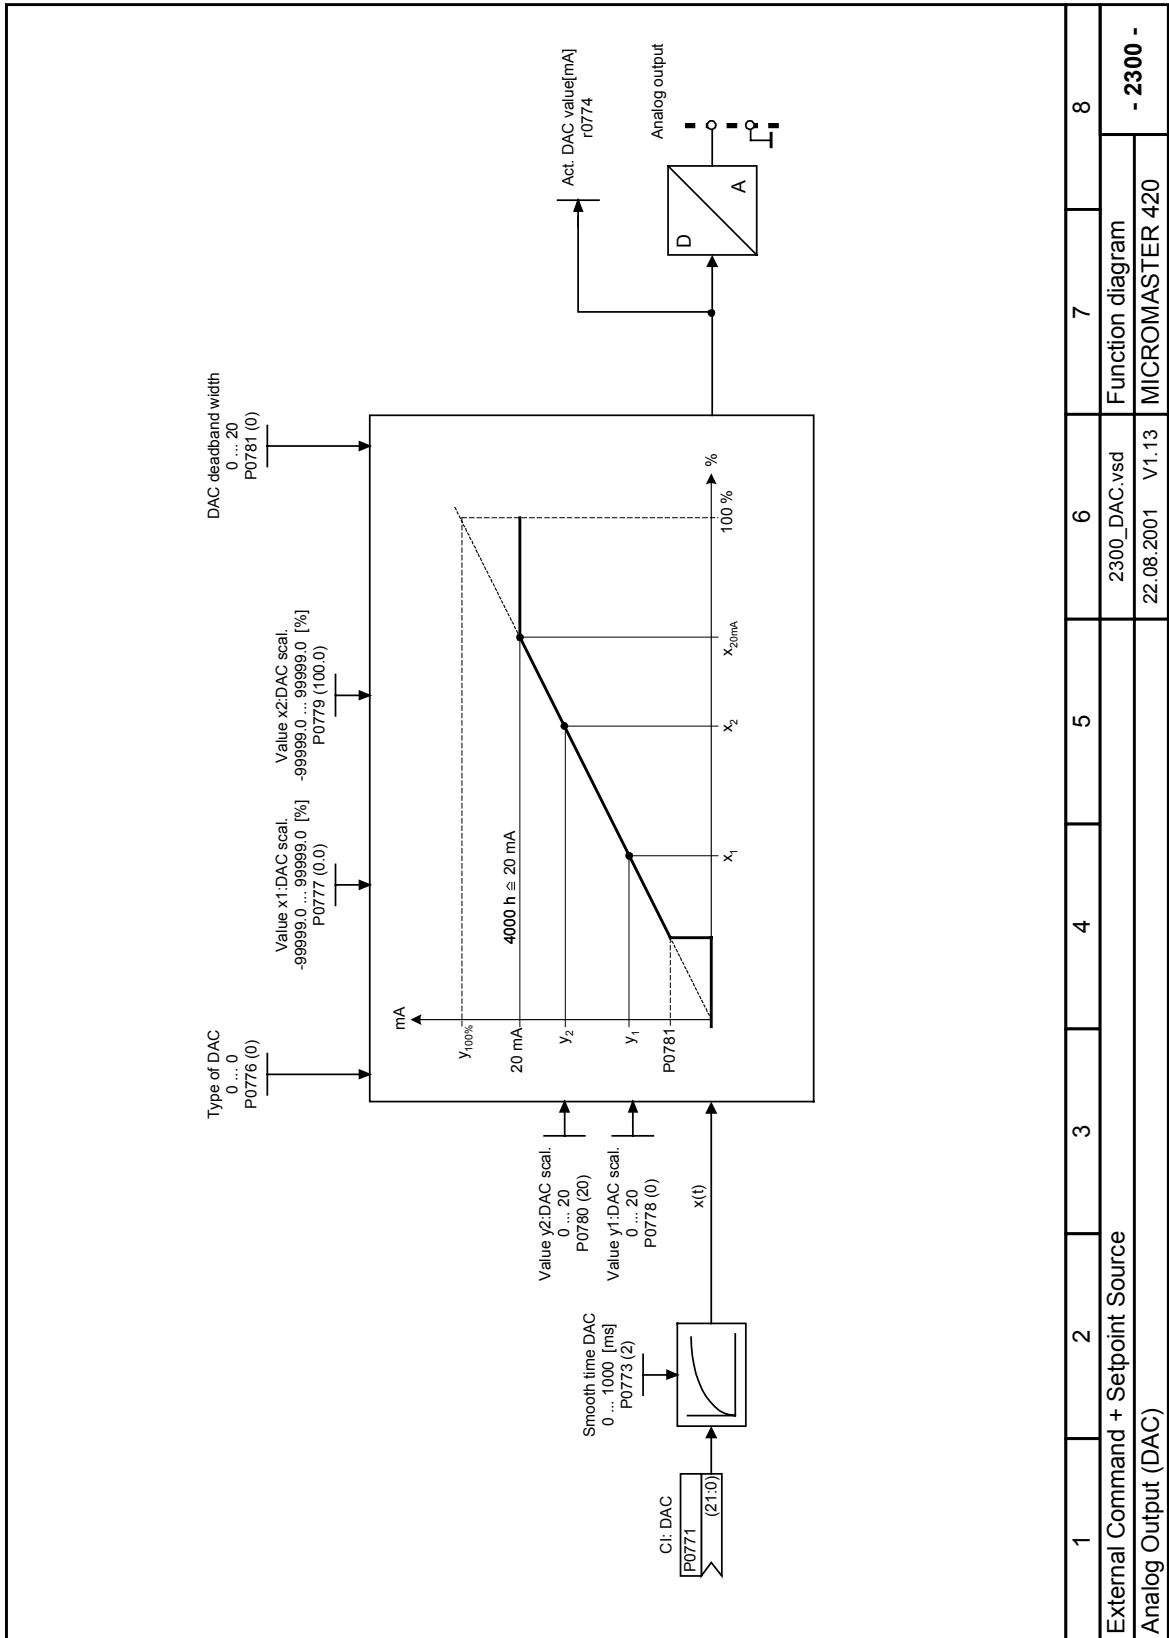 DAC deadband width
0 ... 20
P0781 (0)
Value x2:DAC scal.
-99999.0 ... 99999.0 [%]
P0779 (100.0)
Value x1:DAC scal.
-99999.0 ... 99999.0 [%]
P0777 (0.0)
Type of DAC
0 ... 0
P0776 (0)
Act. DAC value[mA]
r0774
Analog output
D
A
mA
y100%
20 mA
y2
y1
P0781
4000 h ≙ 20 mA
x1
x2
x20mA
100 %
%
Value y2:DAC scal.
0 ... 20
P0780 (20)
Value y1:DAC scal.
0 ... 20
P0778 (0)
x(t)
Smooth time DAC
0 ... 1000 [ms]
P0773 (2)
CI: DAC
P0771
(21:0)
1 2 3 4 5 6 7 8
External Command + Setpoint Source
2300_DAC.vsd
Function diagram
- 2300 -
Analog Output (DAC)
22.08.2001 V1.13
MICROMASTER 420